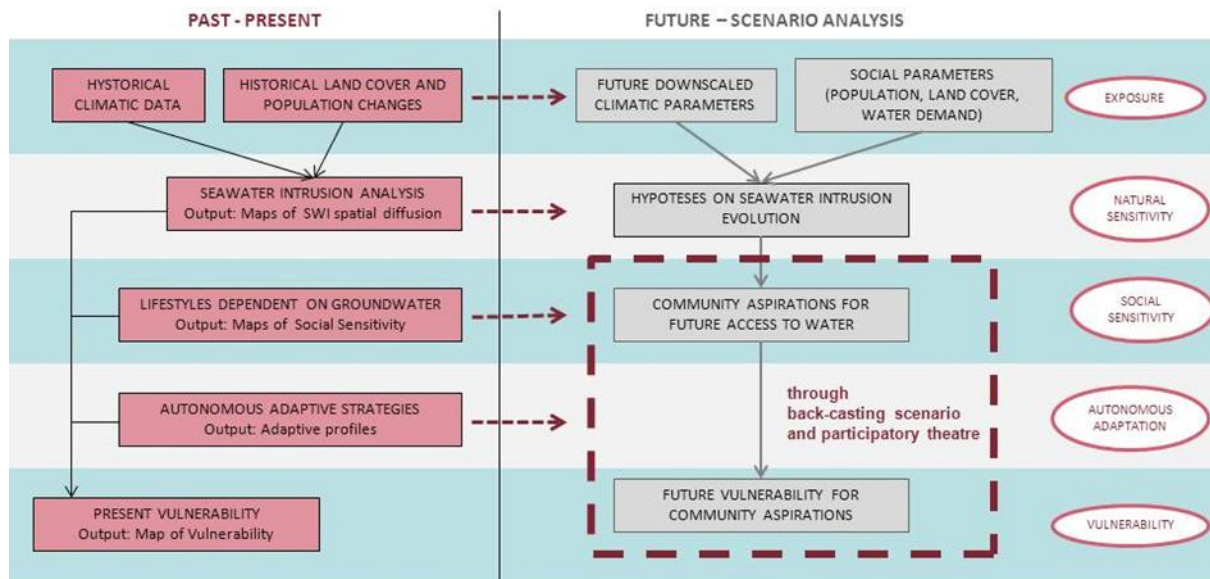 PAST - PRESENT
FUTURE – SCENARIO ANALYSIS
HYSTORICAL
CLIMATIC DATA
HISTORICAL LAND COVER AND
POPULATION CHANGES
FUTURE DOWNSCALED
CLIMATIC PARAMETERS
SOCIAL PARAMETERS
(POPULATION, LAND COVER,
WATER DEMAND)
EXPOSURE
SEAWATER INTRUSION ANALYSIS
Output: Maps of SWI spatial diffusion
HYPOTESES ON SEAWATER INTRUSION
EVOLUTION
NATURAL
SENSITIVITY
LIFESTYLES DEPENDENT ON GROUNDWATER
Output: Maps of Social Sensitivity
COMMUNITY ASPIRATIONS FOR
FUTURE ACCESS TO WATER
SOCIAL
SENSITIVITY
AUTONOMOUS ADAPTIVE STRATEGIES
Output: Adaptive profiles
through
back-casting scenario
and participatory theatre
AUTONOMOUS
ADAPTATION
PRESENT VULNERABILITY
Output: Map of Vulnerability
FUTURE VULNERABILITY FOR
COMMUNITY ASPIRATIONS
VULNERABILITY